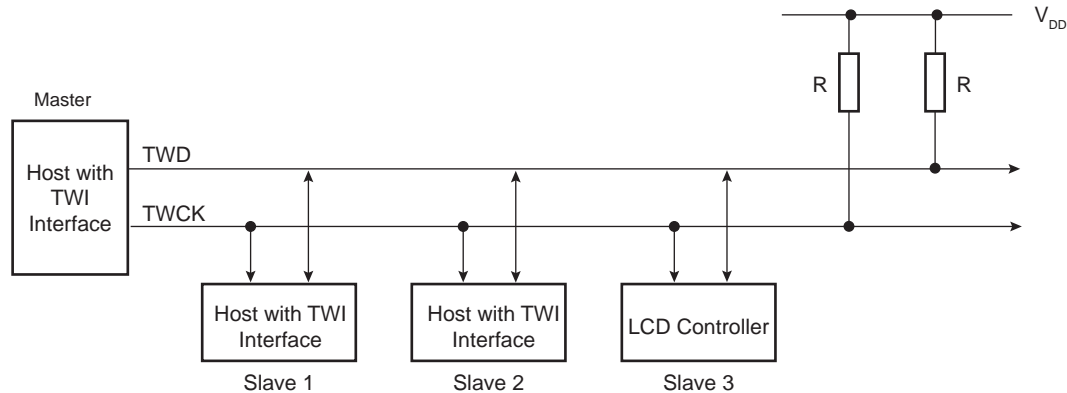 V_DD
R
R
Master
Host with
TWI
Interface
TWD
TWCK
Host with TWI
Interface
Slave 1
Host with TWI
Interface
Slave 2
LCD Controller
Slave 3